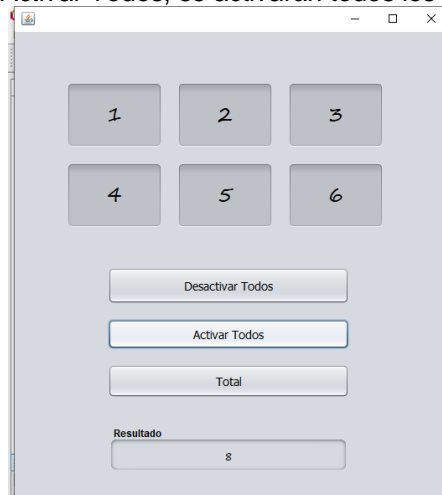 Activar Todos, se activarán todos los
1 2 3
4 5 6
Desactivar Todos
Activar Todos
Total
Resultado
8